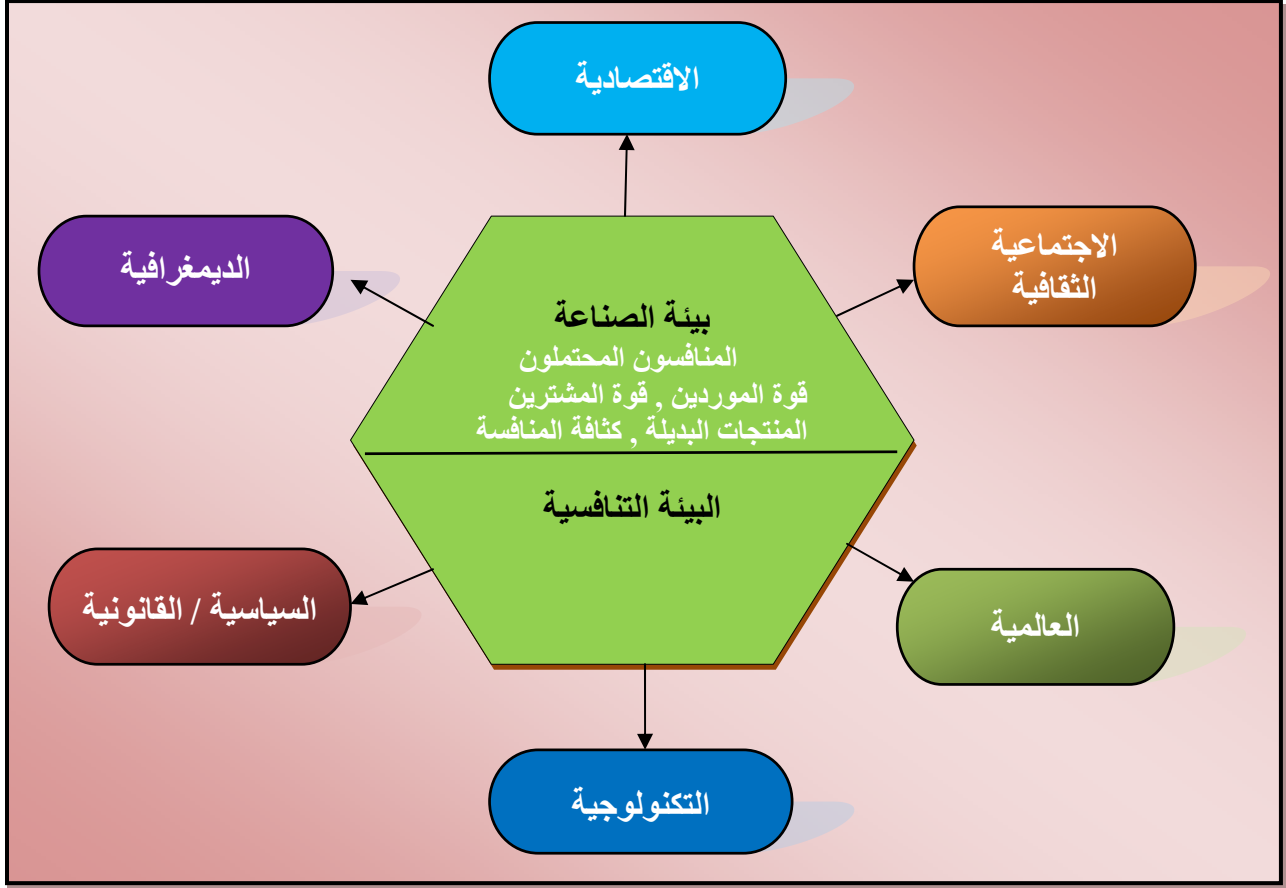 الاقتصادية
الاجتماعية
الثقافية
الديمغرافية
بيئة الصناعة
المنافسون المحتملون
قوة الموردين , قوة المشترين
المنتجات البديلة , كثافة المنافسة
البيئة التنافسية
العالمية
السياسية / القانونية
التكنولوجية